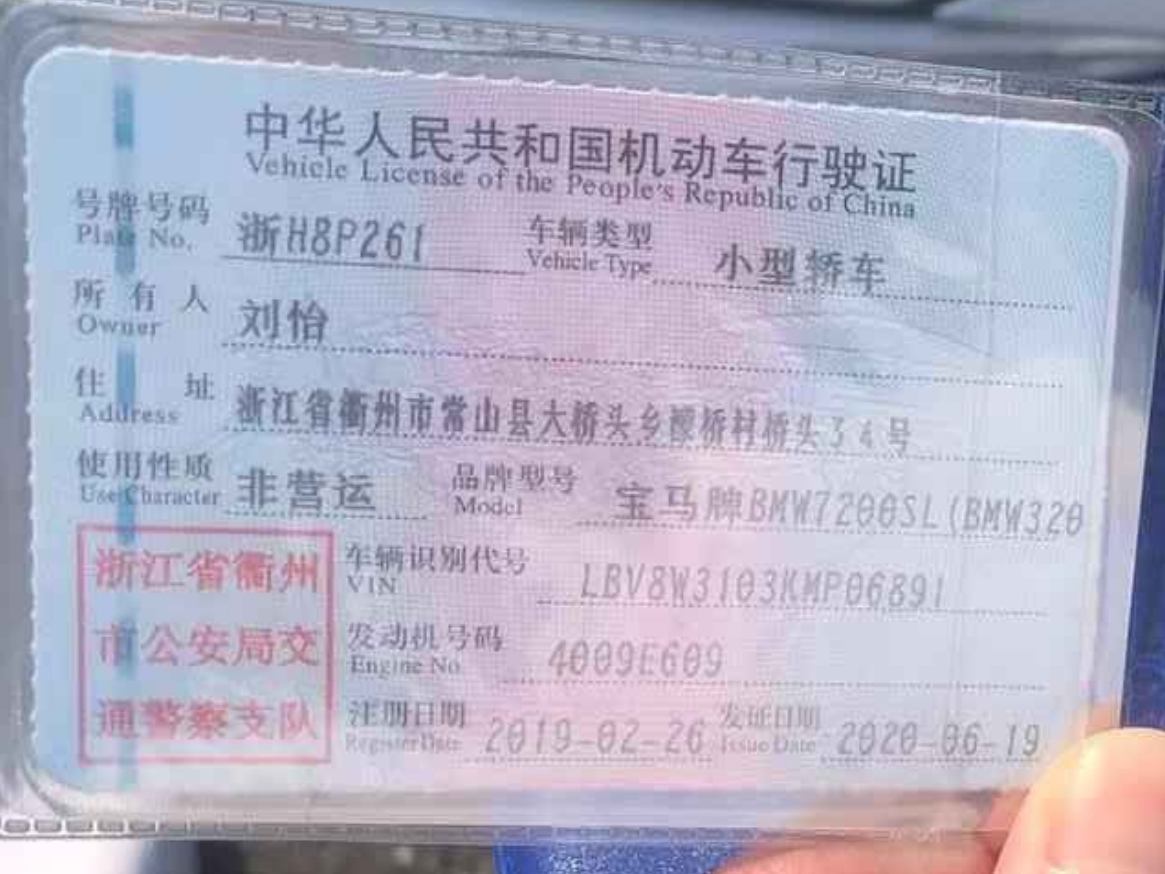 中华人民共和国机动车行驶证
Vehicle License of the People's Republic of China
号牌号码 浙H8P261 车辆类型 小型轿车
Plate No. Vehicle Type
所有人 刘怡
Owner
住址 浙江省衢州市常山县大桥头乡 桥村桥头34号
Address
使用性质 非营运 品牌型号 宝马牌BMW7200SL(BMW320
Use Character Model
浙江省衢州
市公安局交
通警察支队
车辆识别代号 LBV8W3103KMP06891
VIN
发动机号码 4009E609
Engine No.
注册日期 2019-02-26 发证日期 2020-06-19
Register Date Issue Date